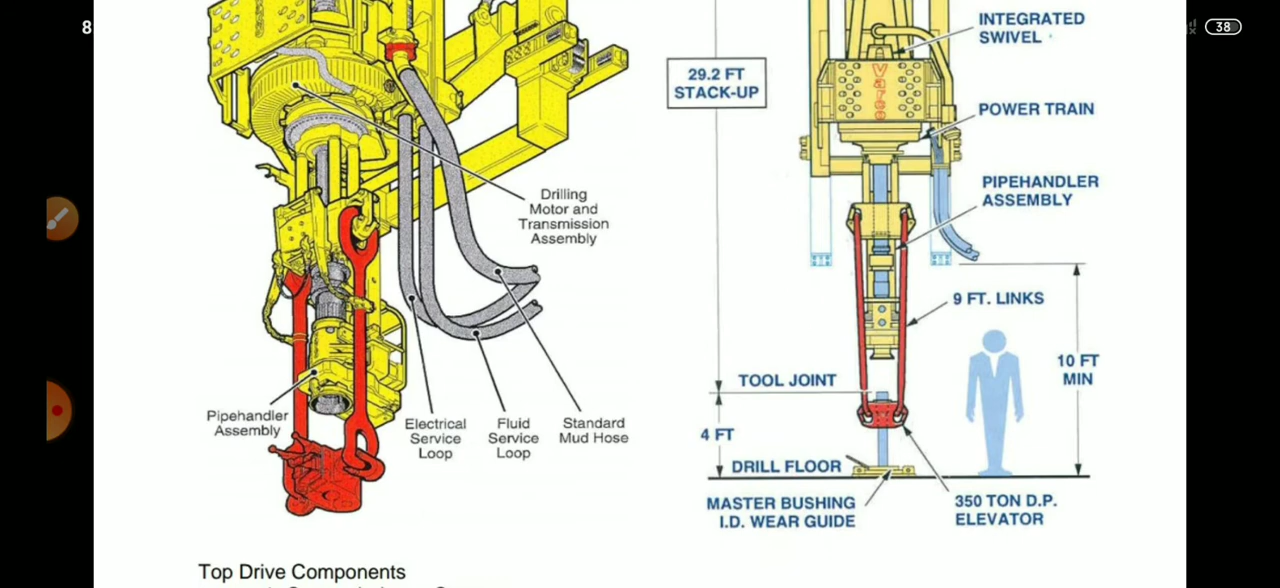 8
38
Drilling
Motor and
Transmission
Assembly
Pipehandler
Assembly
Electrical
Service
Loop
Fluid
Service
Loop
Standard
Mud Hose
INTEGRATED
SWIVEL
29.2 FT
STACK-UP
Varco
POWER TRAIN
PIPEHANDLER
ASSEMBLY
9 FT. LINKS
10 FT
MIN
TOOL JOINT
4 FT
DRILL FLOOR
MASTER BUSHING
I.D. WEAR GUIDE
350 TON D.P.
ELEVATOR
Top Drive Components